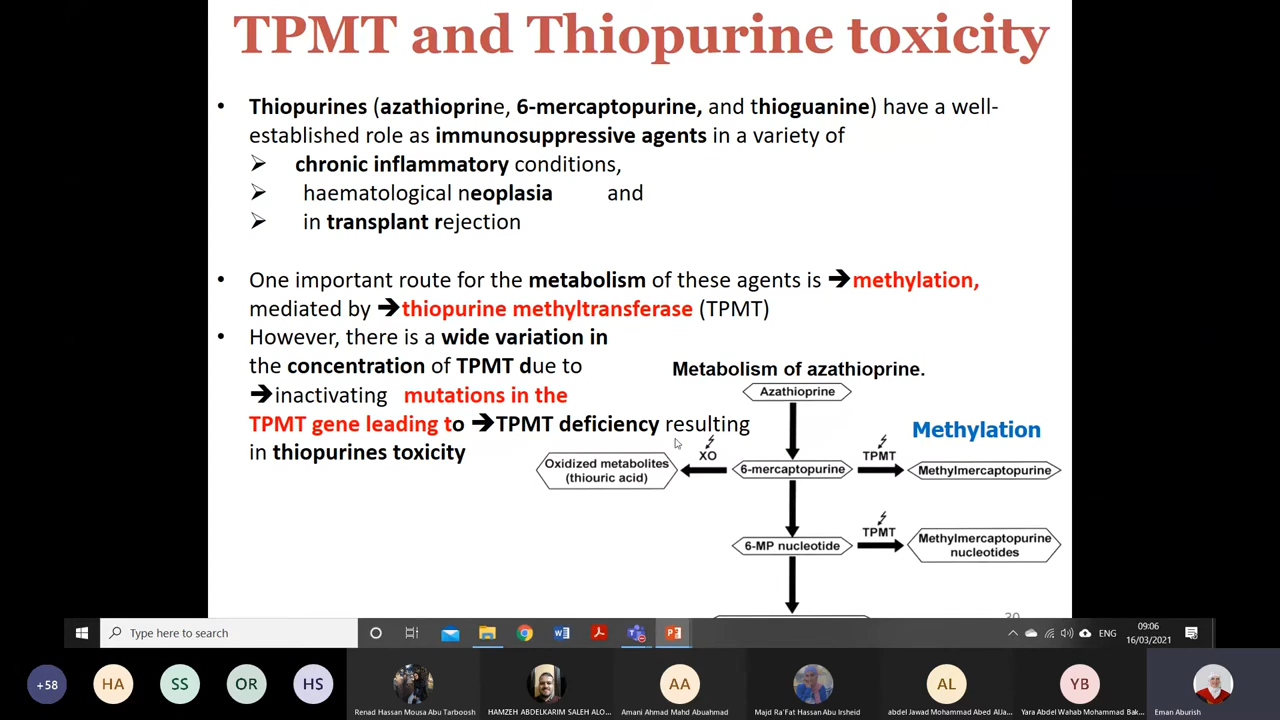 TPMT and Thiopurine toxicity
• Thiopurines (azathioprine, 6-mercaptopurine, and thioguanine) have a well-
established role as immunosuppressive agents in a variety of
➢ chronic inflammatory conditions,
➢ haematological neoplasia and
➢ in transplant rejection
• One important route for the metabolism of these agents is ➔methylation,
mediated by ➔thiopurine methyltransferase (TPMT)
• However, there is a wide variation in
the concentration of TPMT due to
➔inactivating mutations in the
TPMT gene leading to ➔TPMT deficiency resulting
in thiopurines toxicity
Metabolism of azathioprine.
Azathioprine
Methylation
XO
TPMT
Oxidized metabolites
(thiouric acid)
6-mercaptopurine
Methylmercaptopurine
TPMT
6-MP nucleotide
Methylmercaptopurine
nucleotides
Type here to search
ENG
09:06
16/03/2021
+58
HA
SS
OR
HS
Renad Hassan Mousa Abu Tarboosh
HAMZEH ABDELKARIM SALEH ALO...
AA
Amani Ahmad Mahd Abuahmad
Majd Ra'Fat Hassan Abu Irsheid
AL
abdel Jawad Mohammad Abed AlJa...
YB
Yara Abdel Wahab Mohammad Bak...
Eman Aburish